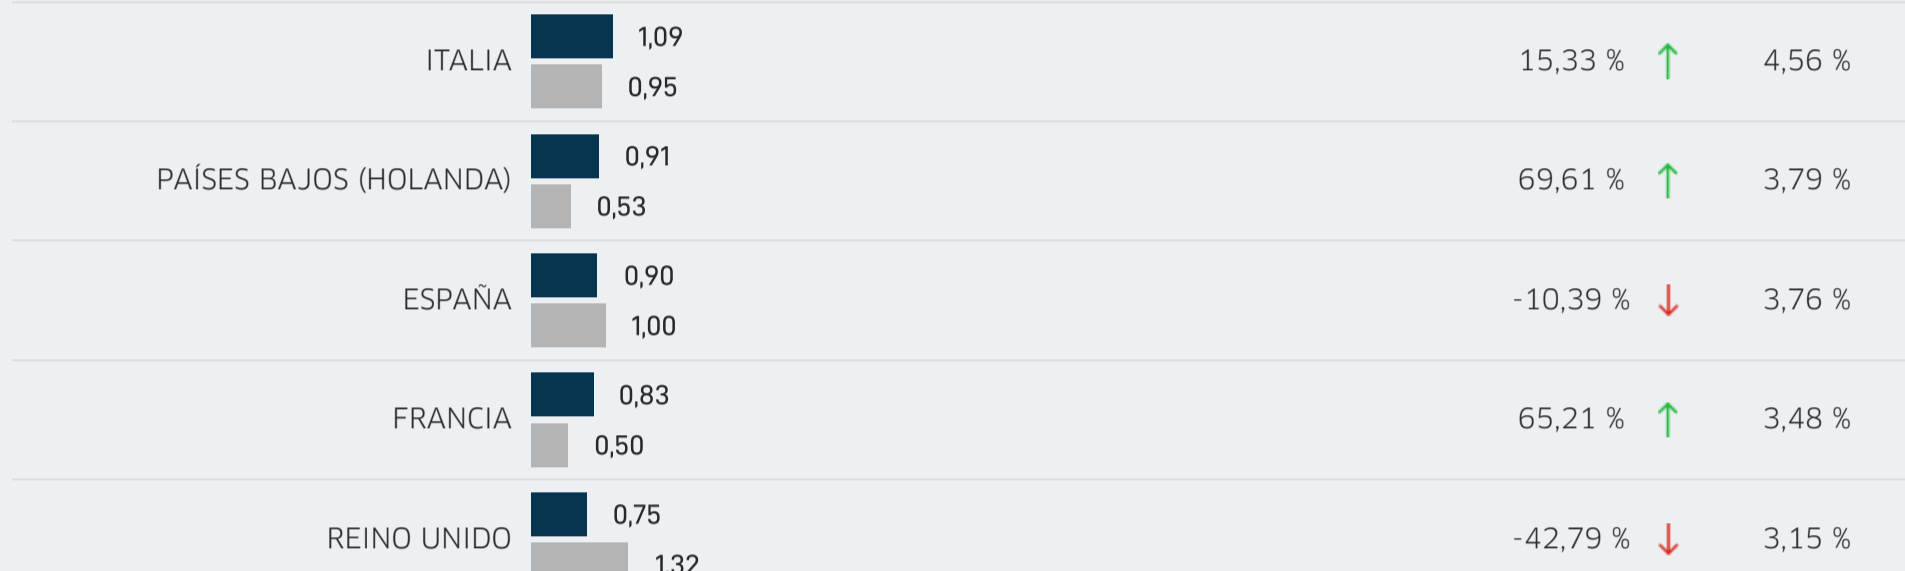 1,09
ITALIA 15,33 % ↑ 4,56 %
0,95
0,91
PAÍSES BAJOS (HOLANDA) 69,61 % ↑ 3,79 %
0,53
0,90
ESPAÑA -10,39 % ↓ 3,76 %
1,00
0,83
FRANCIA 65,21 % ↑ 3,48 %
0,50
0,75
REINO UNIDO -42,79 % ↓ 3,15 %
1,32